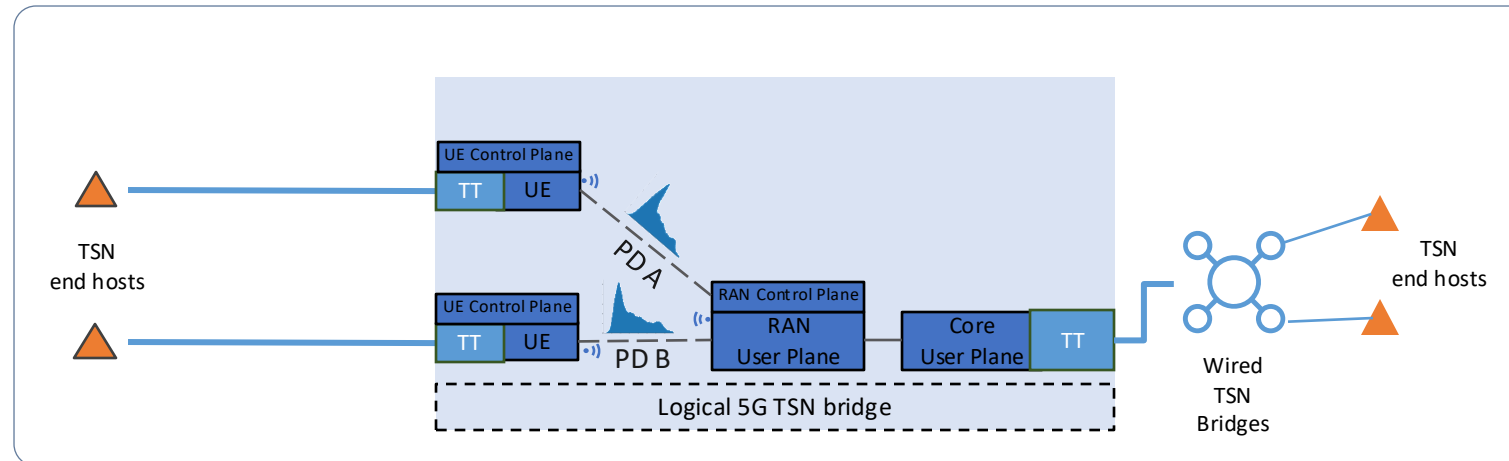 UE Control Plane
TT
UE
TSN
end hosts
PD A
UE Control Plane
TT
UE
PD B
RAN Control Plane
RAN
User Plane
Core
User Plane
TT
Logical 5G TSN bridge
TSN
end hosts
Wired
TSN
Bridges